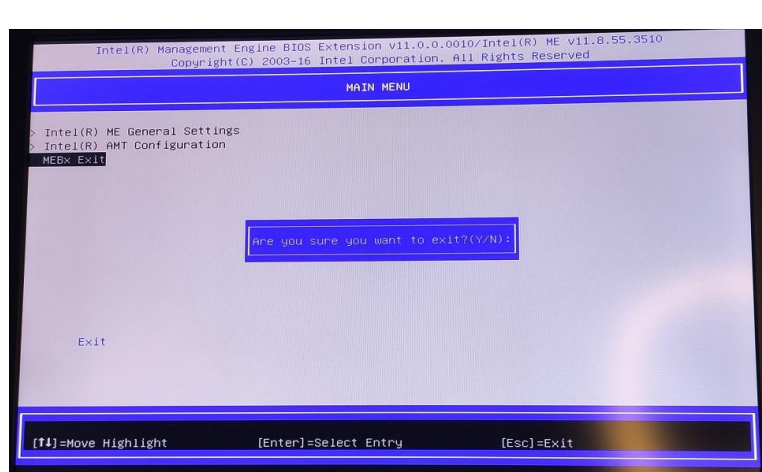 Intel(R) Management Engine BIOS Extension v11.0.0.0010/Intel(R) ME v11.8.55.3510
Copyright(C) 2003-16 Intel Corporation. All Rights Reserved
MAIN MENU
> Intel(R) ME General Settings
> Intel(R) AMT Configuration
MEBx Exit
Are you sure you want to exit?(Y/N):
Exit
[↑↓]=Move Highlight [Enter]=Select Entry [Esc]=Exit